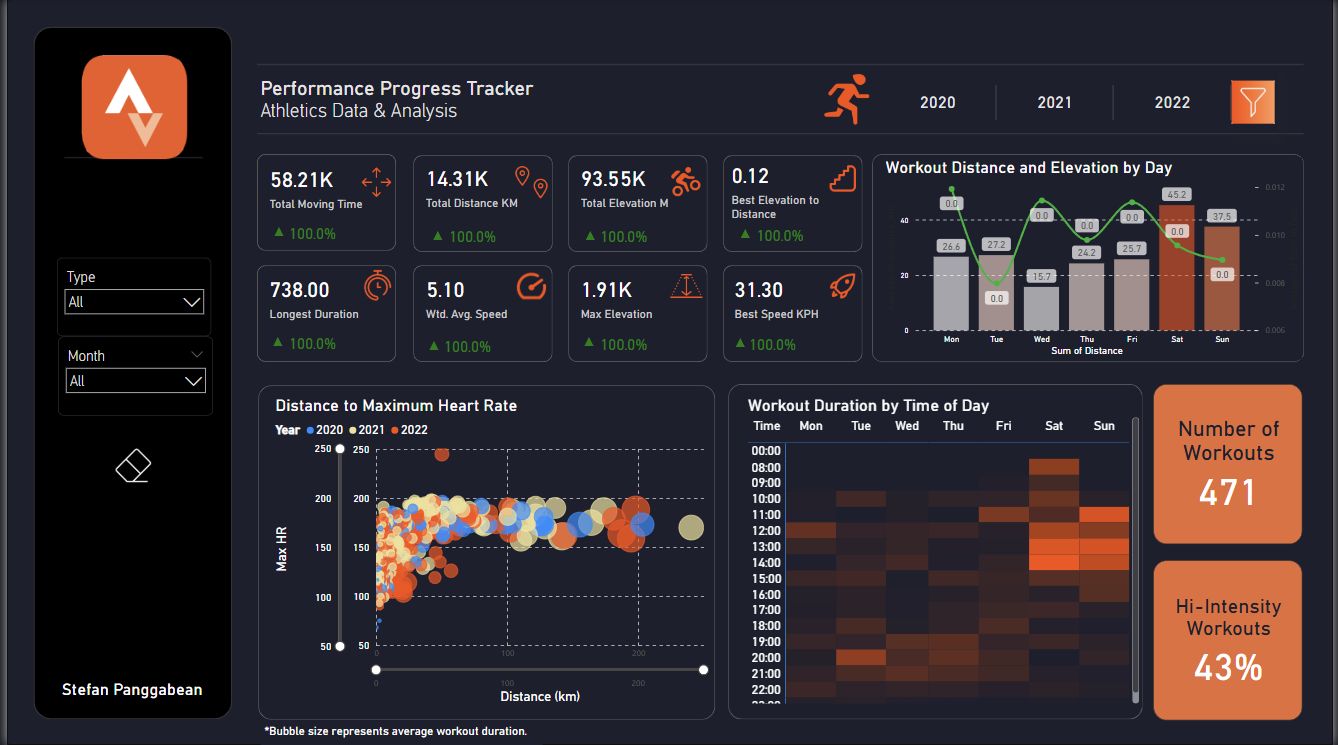 Performance Progress Tracker
Athletics Data & Analysis
2020
2021
2022
58.21K
Total Moving Time
100.0%
14.31K
Total Distance KM
100.0%
93.55K
Total Elevation M
100.0%
0.12
Best Elevation to
Distance
100.0%
738.00
Longest Duration
100.0%
5.10
Wtd. Avg. Speed
100.0%
1.91K
Max Elevation
100.0%
31.30
Best Speed KPH
100.0%
Workout Distance and Elevation by Day
0.012
0.010
0.008
0.006
40
20
0
0.0
0.0
0.0
0.0
0.0
0.0
0.0
26.6
27.2
15.7
24.2
25.7
45.2
37.5
Mon Tue Wed Thu Fri Sat Sun
Sum of Distance
Type
All
Month
All
Stefan Panggabean
Distance to Maximum Heart Rate
Year 2020 2021 2022
250 250
200 200
150 150
100 100
50 50
Max HR
0 100 200
0 100 200
Distance (km)
*Bubble size represents average workout duration.
Workout Duration by Time of Day
Time Mon Tue Wed Thu Fri Sat Sun
00:00
08:00
09:00
10:00
11:00
12:00
13:00
14:00
15:00
16:00
17:00
18:00
19:00
20:00
21:00
22:00
Number of
Workouts
471
Hi-Intensity
Workouts
43%